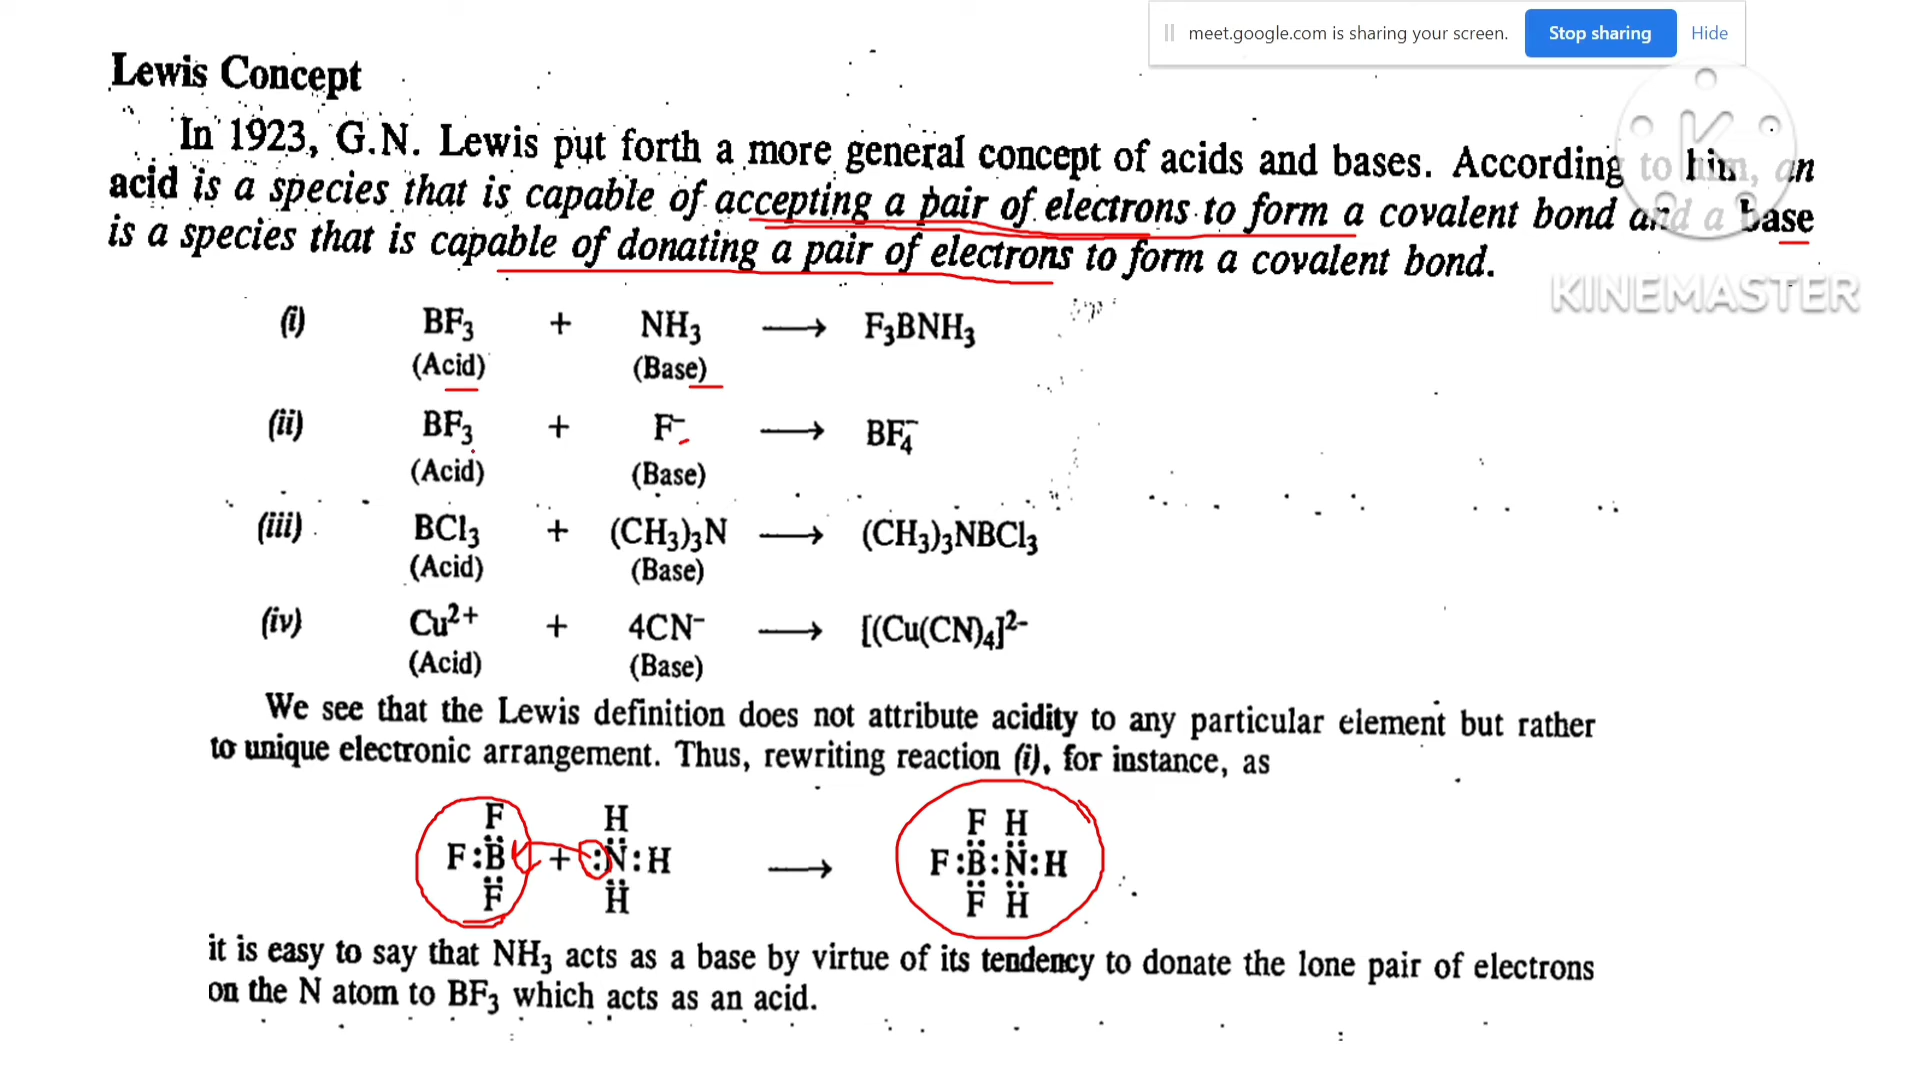 meet.google.com is sharing your screen. Stop sharing Hide
Lewis Concept
In 1923, G.N. Lewis put forth a more general concept of acids and bases. According to him, an
acid is a species that is capable of accepting a pair of electrons to form a covalent bond and a base
is a species that is capable of donating a pair of electrons to form a covalent bond.
KINEMASTER
(i) BF₃ + NH₃ ⟶ F₃BNH₃
(Acid) (Base)
(ii) BF₃ + F⁻ ⟶ BF₄⁻
(Acid) (Base)
(iii) BCl₃ + (CH₃)₃N ⟶ (CH₃)₃NBCl₃
(Acid) (Base)
(iv) Cu²⁺ + 4CN⁻ ⟶ [(Cu(CN)₄]²⁻
(Acid) (Base)
We see that the Lewis definition does not attribute acidity to any particular element but rather
to unique electronic arrangement. Thus, rewriting reaction (i), for instance, as
F H F H
F:B + :N:H ⟶ F:B:N:H
F H F H
it is easy to say that NH₃ acts as a base by virtue of its tendency to donate the lone pair of electrons
on the N atom to BF₃ which acts as an acid.